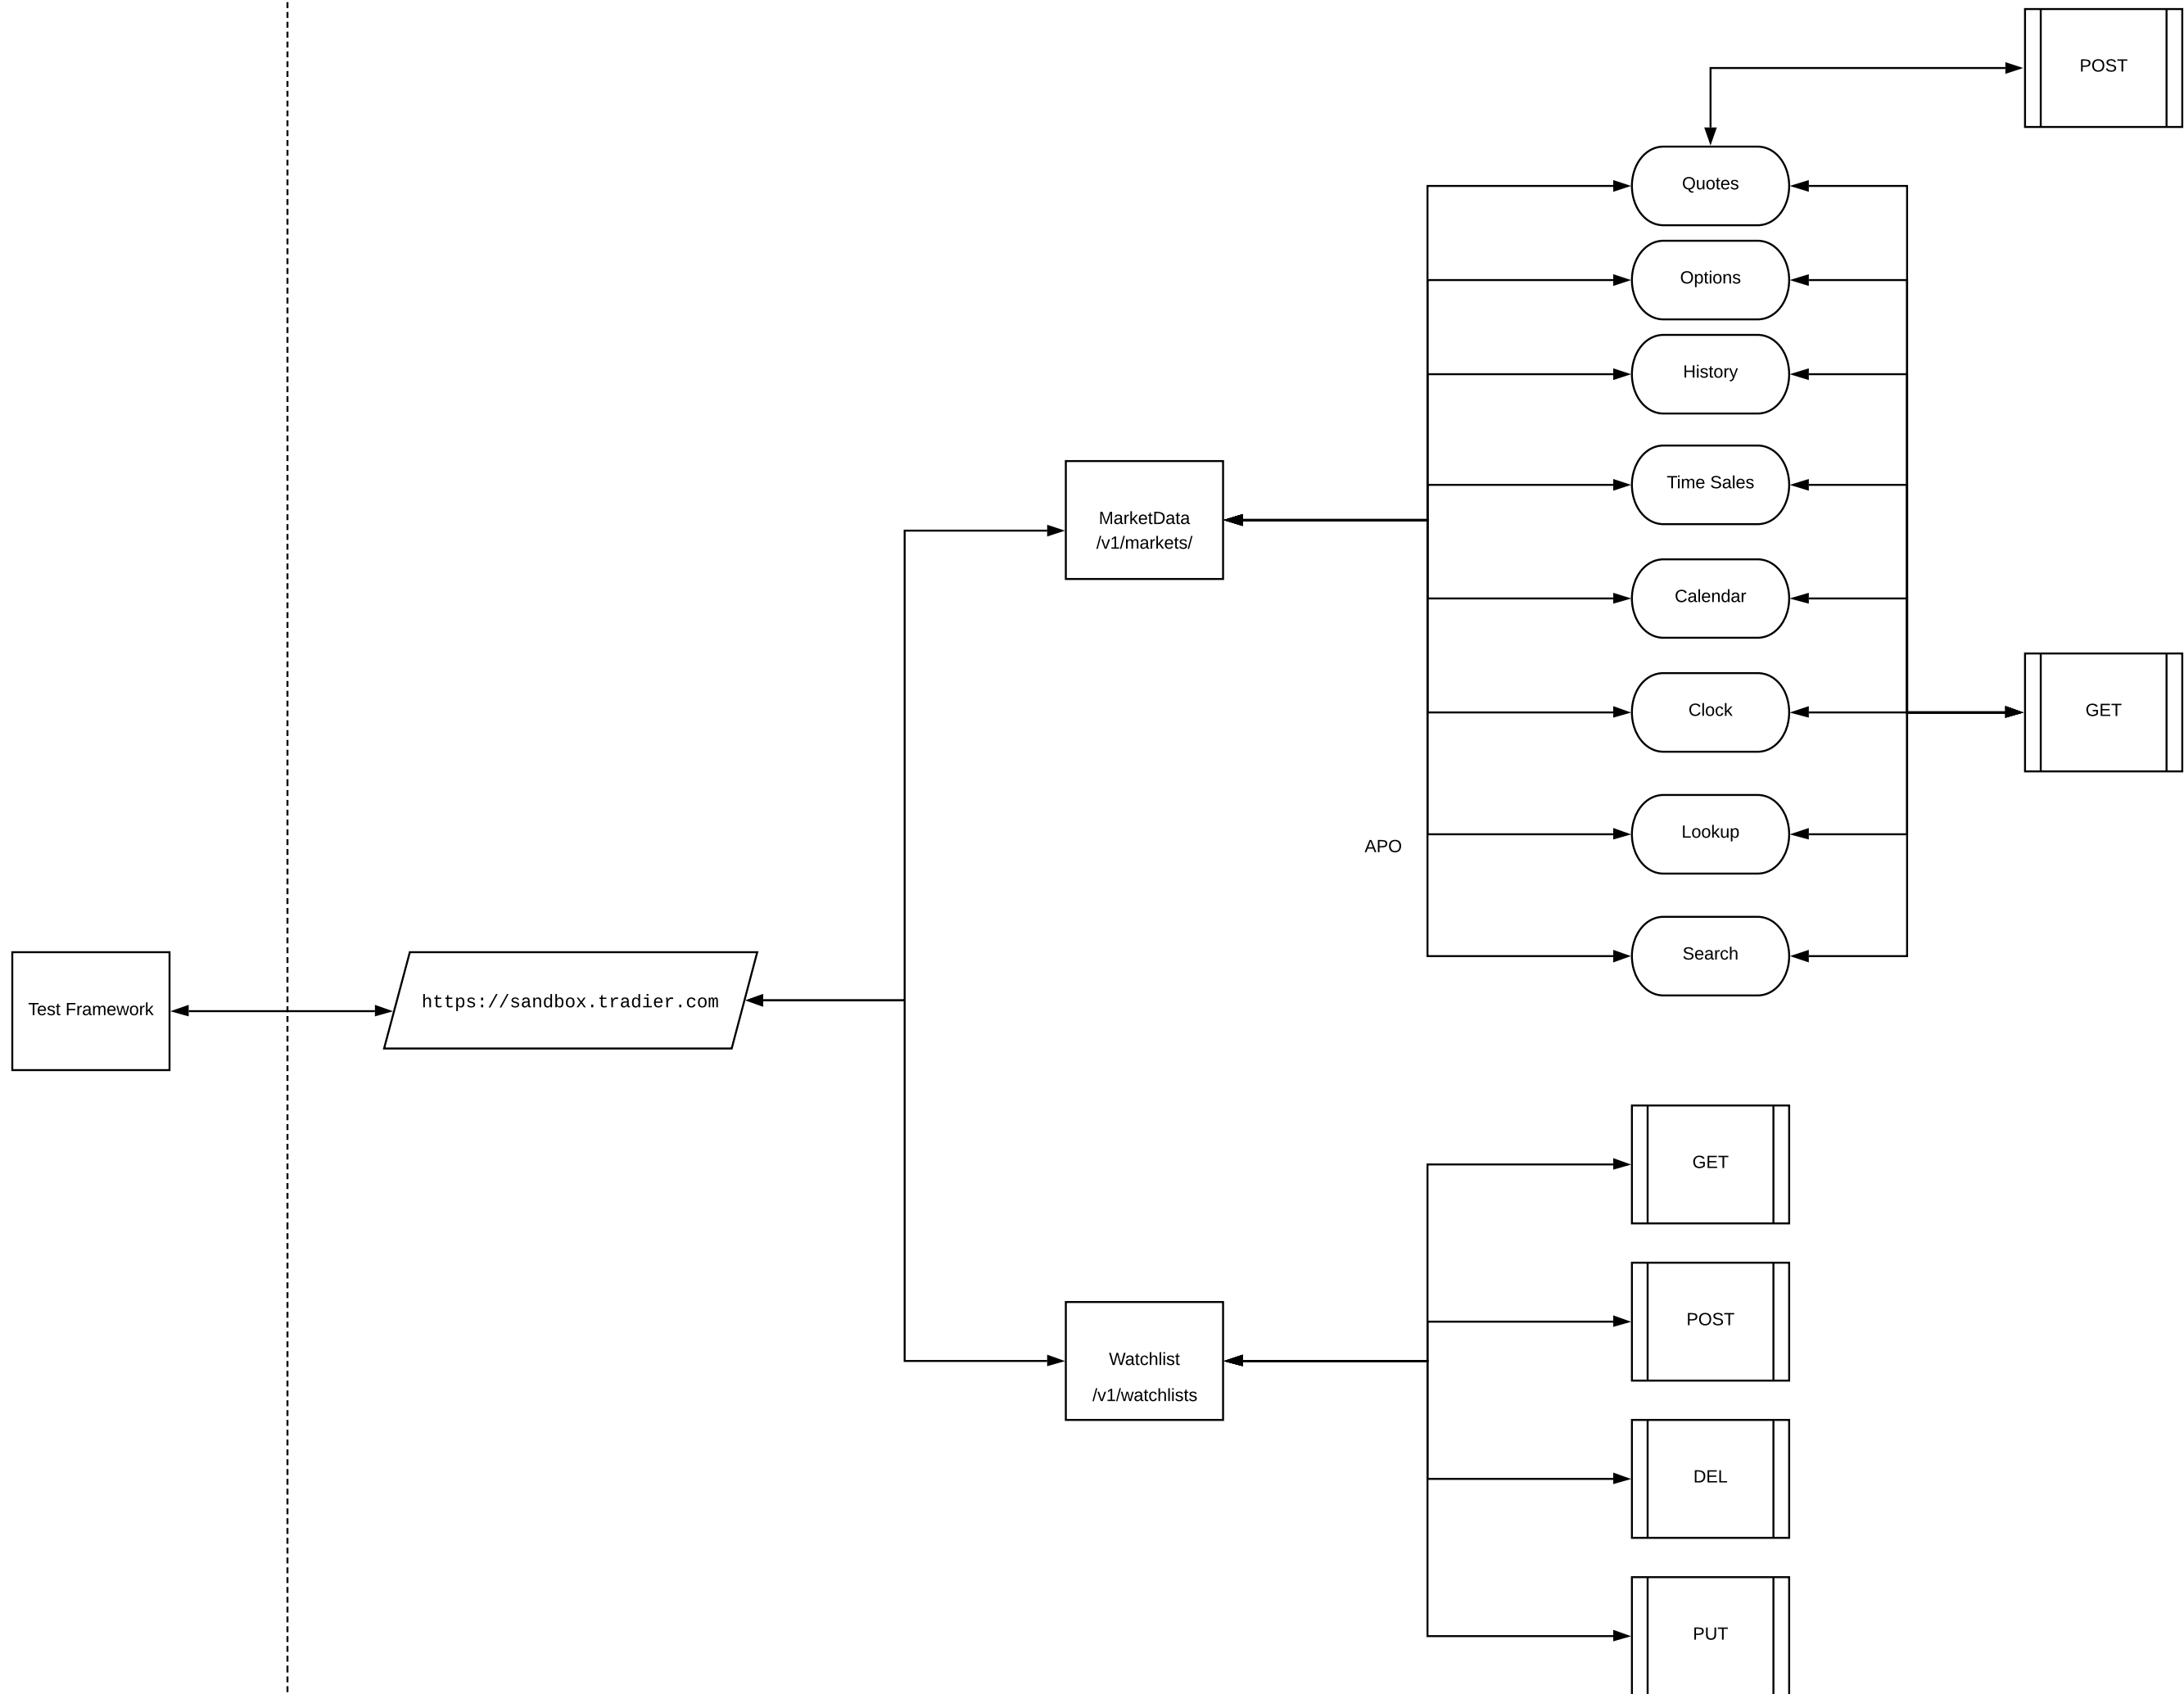 POST
Quotes
Options
History
Time Sales
MarketData
/v1/markets/
Calendar
Clock
GET
Lookup
APO
Search
Test Framework
https://sandbox.tradier.com
GET
POST
Watchlist
/v1/watchlists
DEL
PUT